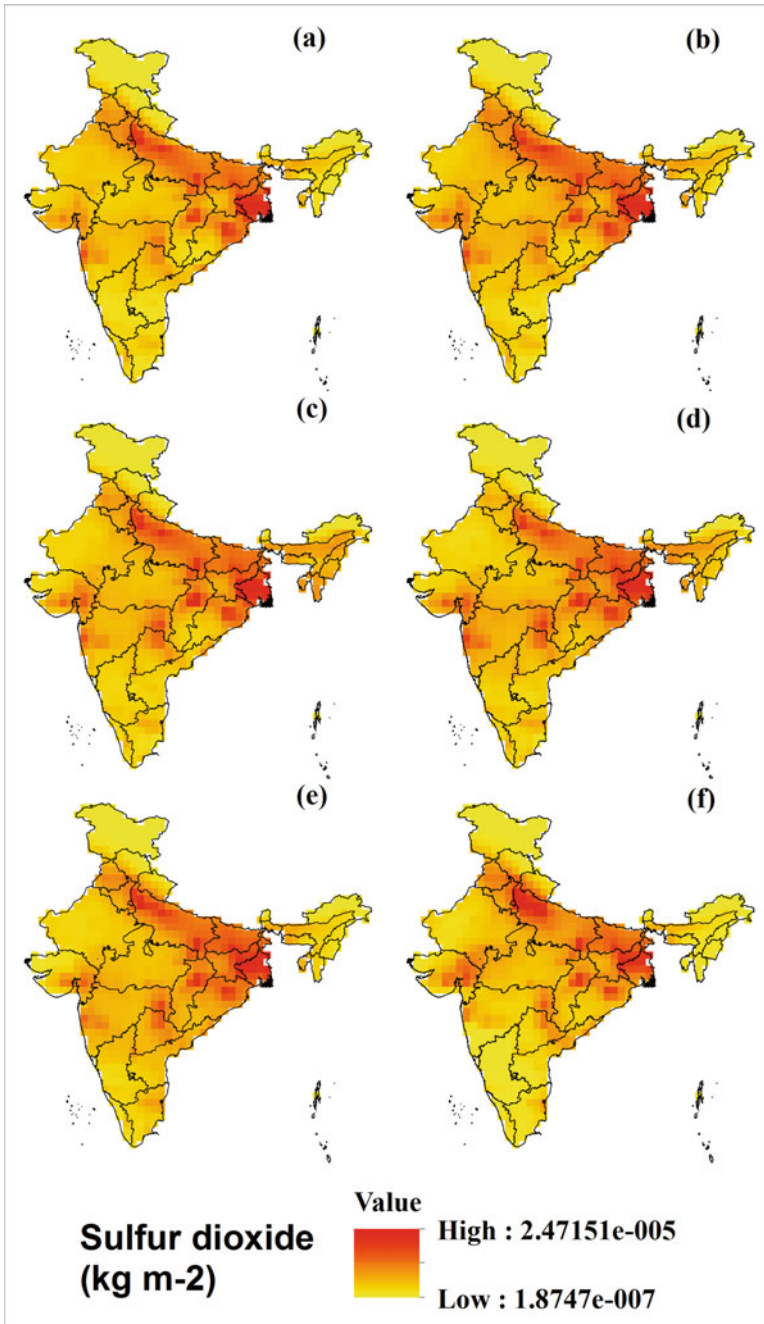 (a)
(b)
(c)
(d)
(e)
(f)
Sulfur dioxide
(kg m-2)
Value
High : 2.47151e-005
Low : 1.8747e-007